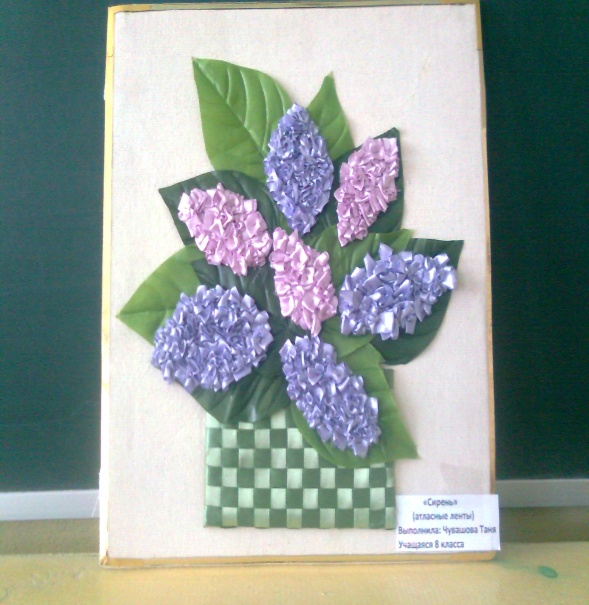 «Сирень»
(атласные ленты)
Выполнила: Чувашова Таня
Учащаяся 8 класса